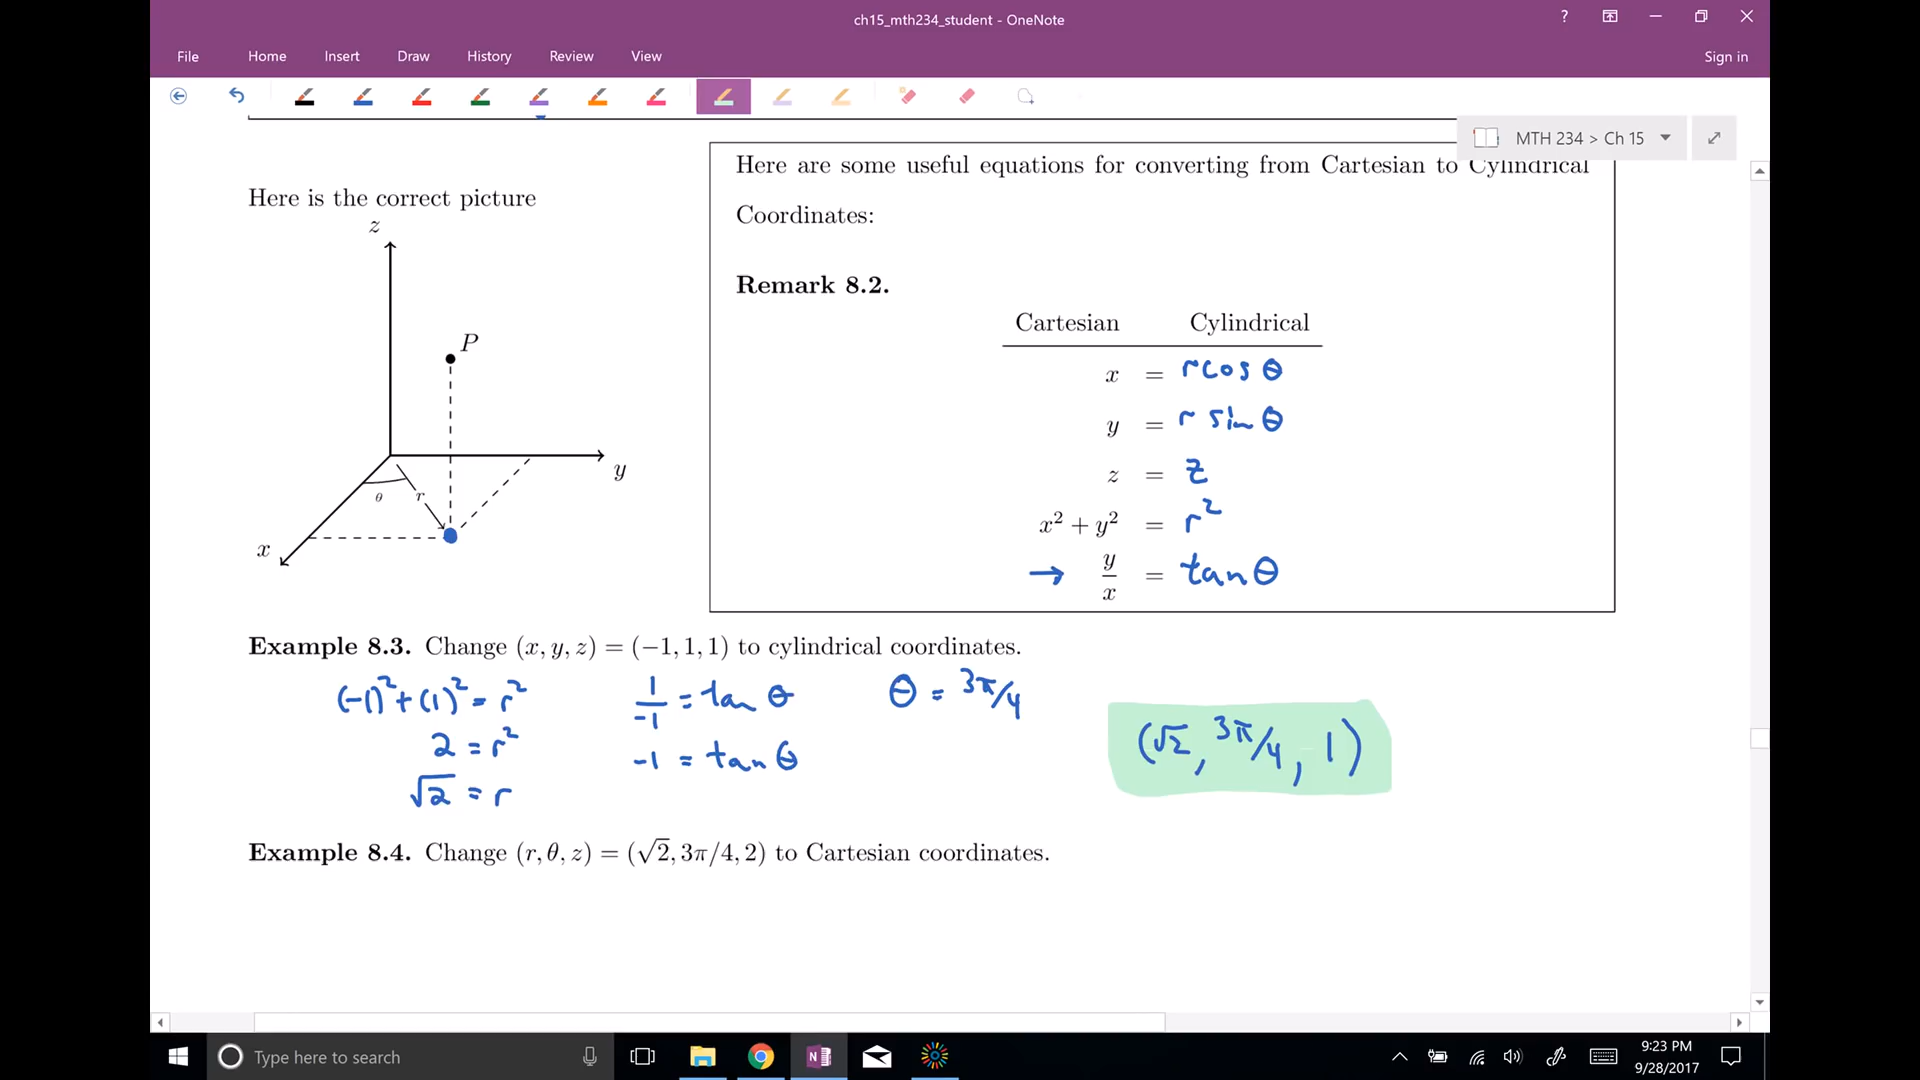 ch15_mth234_student - OneNote
?
File Home Insert Draw History Review View Sign in
MTH 234 > Ch 15
Here is the correct picture
z
P
y
θ r
x
Here are some useful equations for converting from Cartesian to Cylindrical
Coordinates:
Remark 8.2.
Cartesian Cylindrical
x = r cos θ
y = r sin θ
z = z
x² + y² = r²
→ y/x = tan θ
Example 8.3. Change (x, y, z) = (−1, 1, 1) to cylindrical coordinates.
(-1)² + (1)² = r² 1/-1 = tan θ θ = 3π/4
2 = r² -1 = tan θ (√2, 3π/4, 1)
√2 = r
Example 8.4. Change (r, θ, z) = (√2, 3π/4, 2) to Cartesian coordinates.
Type here to search
N
9:23 PM
9/28/2017